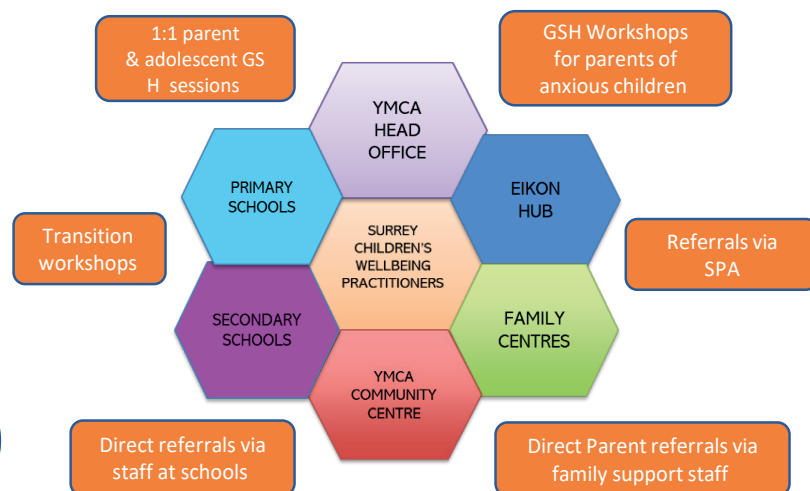 1:1 parent
& adolescent GS
H sessions
GSH Workshops
for parents of
anxious children
YMCA
HEAD
OFFICE
PRIMARY
SCHOOLS
EIKON
HUB
Transition
workshops
SURREY
CHILDREN'S
WELLBEING
PRACTITIONERS
Referrals via
SPA
SECONDARY
SCHOOLS
FAMILY
CENTRES
YMCA
COMMUNITY
CENTRE
Direct referrals via
staff at schools
Direct Parent referrals via
family support staff